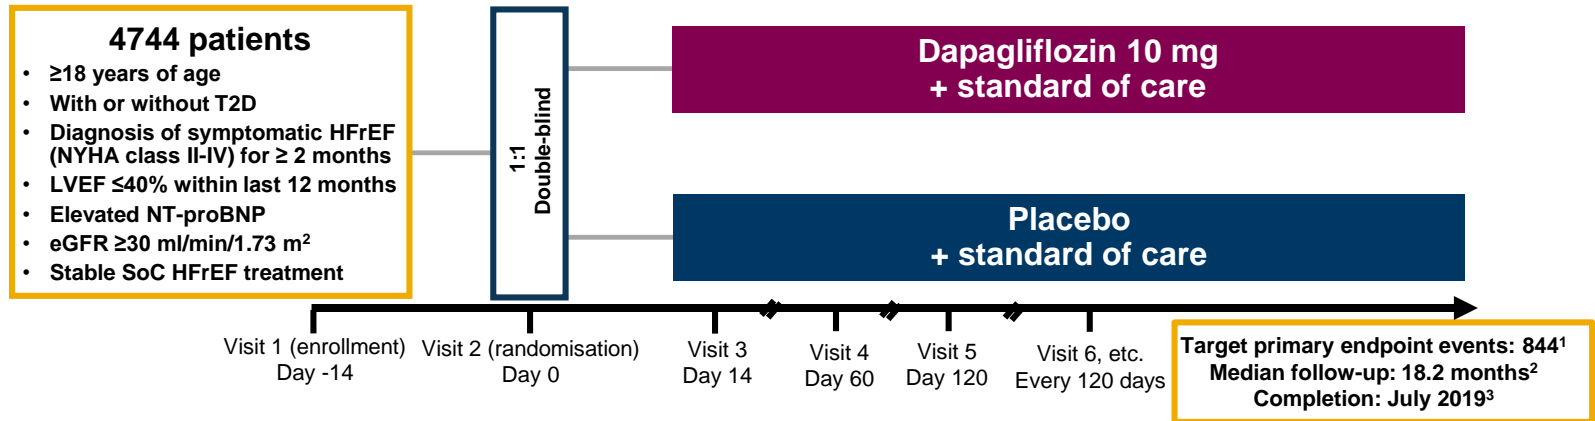 4744 patients
• ≥18 years of age
• With or without T2D
• Diagnosis of symptomatic HFrEF
(NYHA class II-IV) for ≥ 2 months
• LVEF ≤40% within last 12 months
• Elevated NT-proBNP
• eGFR ≥30 ml/min/1.73 m²
• Stable SoC HFrEF treatment
1:1
Double-blind
Dapagliflozin 10 mg
+ standard of care
Placebo
+ standard of care
Visit 1 (enrollment)
Day -14
Visit 2 (randomisation)
Day 0
Visit 3
Day 14
Visit 4
Day 60
Visit 5
Day 120
Visit 6, etc.
Every 120 days
Target primary endpoint events: 844¹
Median follow-up: 18.2 months²
Completion: July 2019³